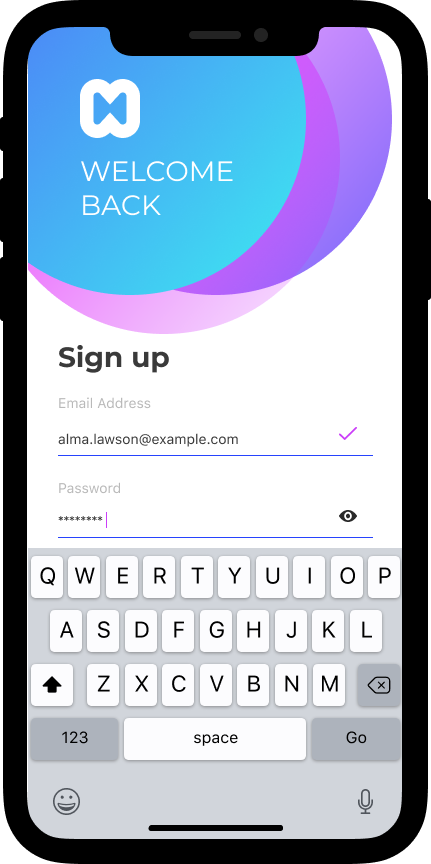 WELCOME
BACK
Sign up
Email Address
alma.lawson@example.com
Password
********
Q W E R T Y U I O P
A S D F G H J K L
Z X C V B N M
123 space Go